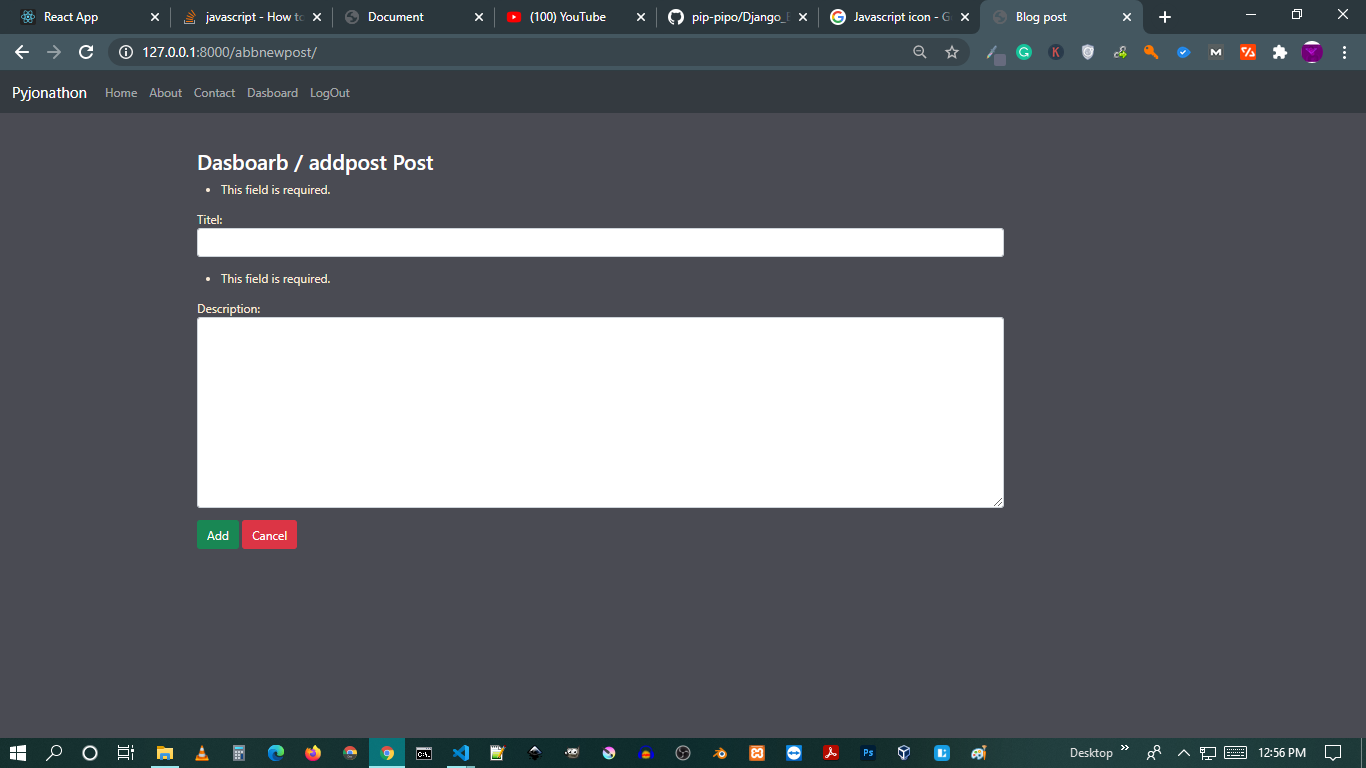 React App
javascript - How to
Document
(100) YouTube
pip-pipo/Django_
Javascript icon - G
Blog post
127.0.0.1:8000/abbnewpost/
Pyjonathon Home About Contact Dasboard LogOut
Dasboarb / addpost Post
This field is required.
Titel:
This field is required.
Description:
Add Cancel
Desktop
12:56 PM